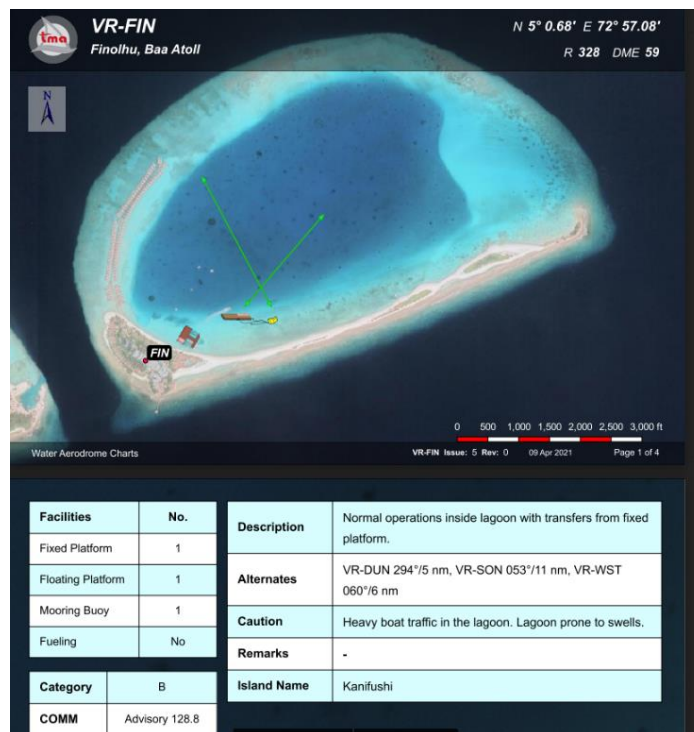 tma
VR-FIN
Finolhu, Baa Atoll
N 5° 0.68' E 72° 57.08'
R 328 DME 59
N
FIN
0 500 1,000 1,500 2,000 2,500 3,000 ft
Water Aerodrome Charts
VR-FIN Issue: 5 Rev: 0 09 Apr 2021 Page 1 of 4
Facilities No.
Fixed Platform 1
Floating Platform 1
Mooring Buoy 1
Fueling No
Category B
COMM Advisory 128.8
Description Normal operations inside lagoon with transfers from fixed
platform.
Alternates VR-DUN 294°/5 nm, VR-SON 053°/11 nm, VR-WST
060°/6 nm
Caution Heavy boat traffic in the lagoon. Lagoon prone to swells.
Remarks -
Island Name Kanifushi